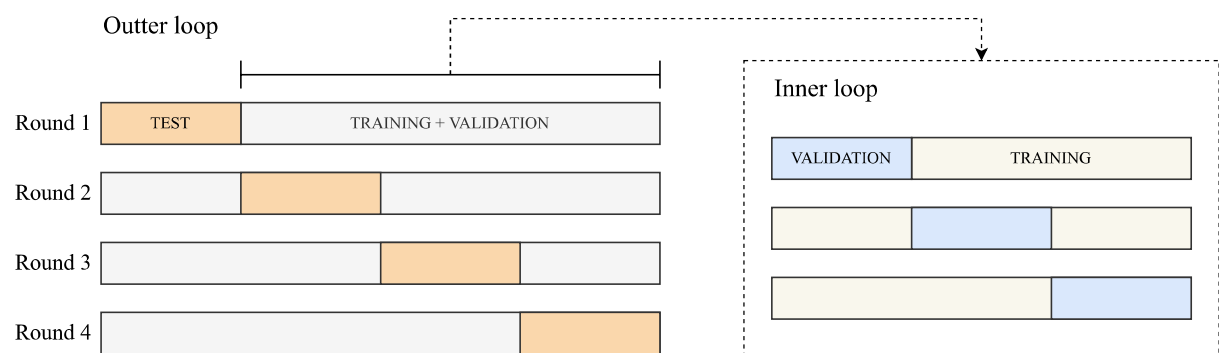 Outter loop
Inner loop
Round 1
TEST
TRAINING + VALIDATION
VALIDATION
TRAINING
Round 2
Round 3
Round 4